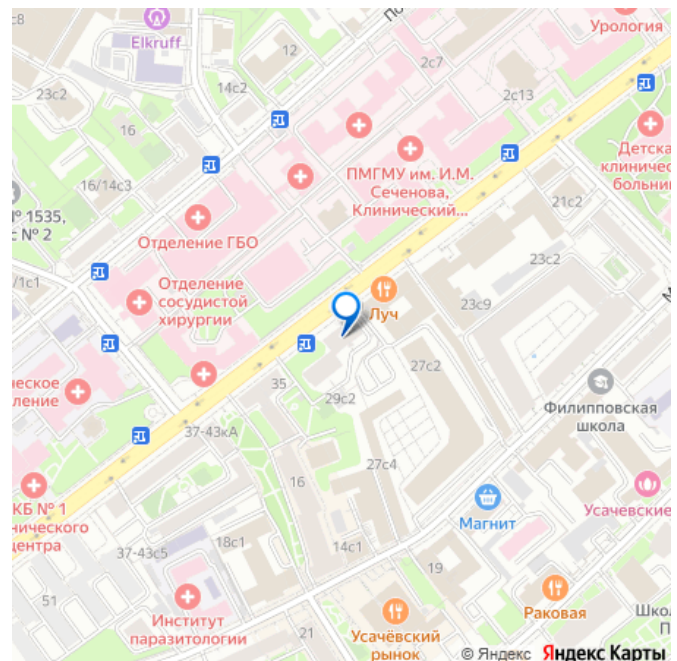 По
Урология
Elkruff
12
2с7
14с2
23с2
2с13
16
ПМГМУ им. И.М.
Сеченова,
Клинический...
Детска
клиничес
больни
16/14с3
21с2
№ 1535,
с № 2
Отделение ГБО
23с2
/1с1
Отделение
сосудистой
хирургии
23с9
Луч
ческое
ление
35
27с2
29с2
Филипповская
школа
37-43кА
27с4
16
КБ № 1
нического
центра
Магнит
Усачевские
37-43с5
18с1
14с1
19
51
Институт
паразитологии
Раковая
Шко
П
21
Усачёвский
рынок
© Яндекс Яндекс Карты